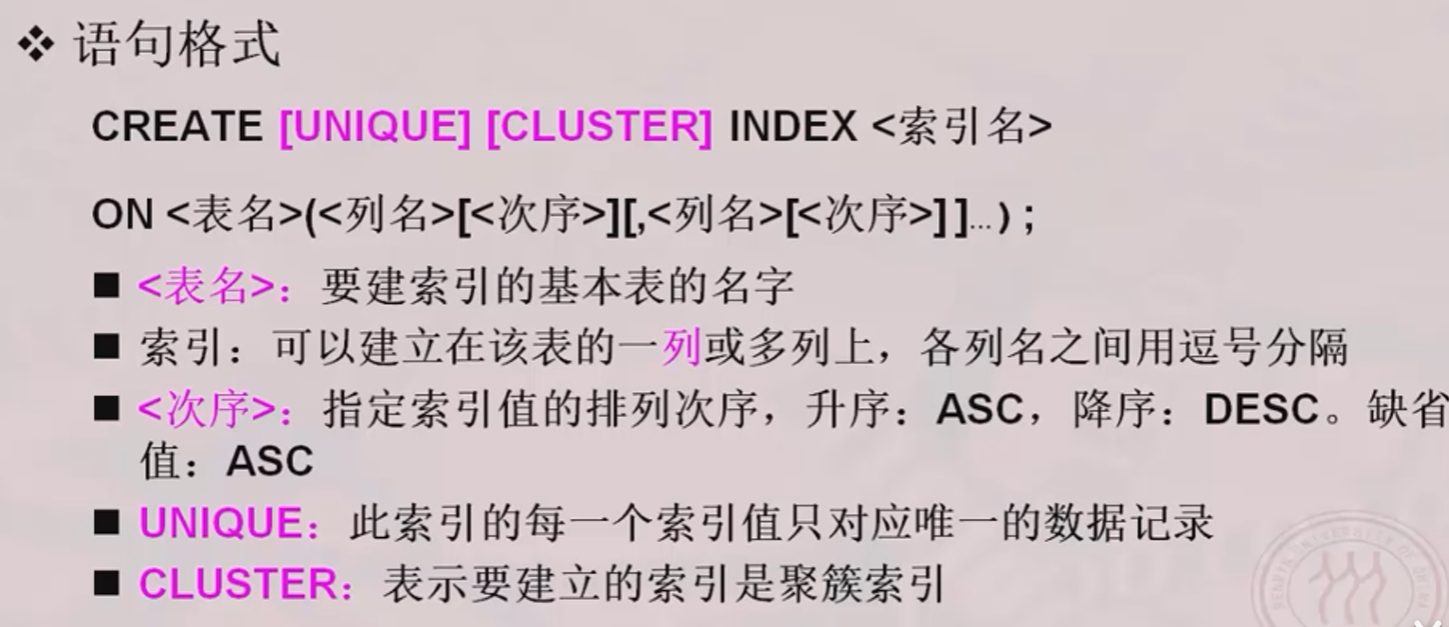 ❖ 语句格式
CREATE [UNIQUE] [CLUSTER] INDEX <索引名>
ON <表名>(<列名>[<次序>][,<列名>[<次序>] ]…) ;
■ <表名>：要建索引的基本表的名字
■ 索引：可以建立在该表的一列或多列上，各列名之间用逗号分隔
■ <次序>：指定索引值的排列次序，升序：ASC，降序：DESC。缺省
值：ASC
■ UNIQUE：此索引的每一个索引值只对应唯一的数据记录
■ CLUSTER：表示要建立的索引是聚簇索引